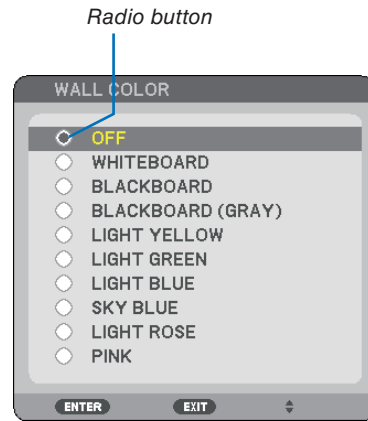 Radio button
WALL COLOR
OFF
WHITEBOARD
BLACKBOARD
BLACKBOARD (GRAY)
LIGHT YELLOW
LIGHT GREEN
LIGHT BLUE
SKY BLUE
LIGHT ROSE
PINK
ENTER EXIT